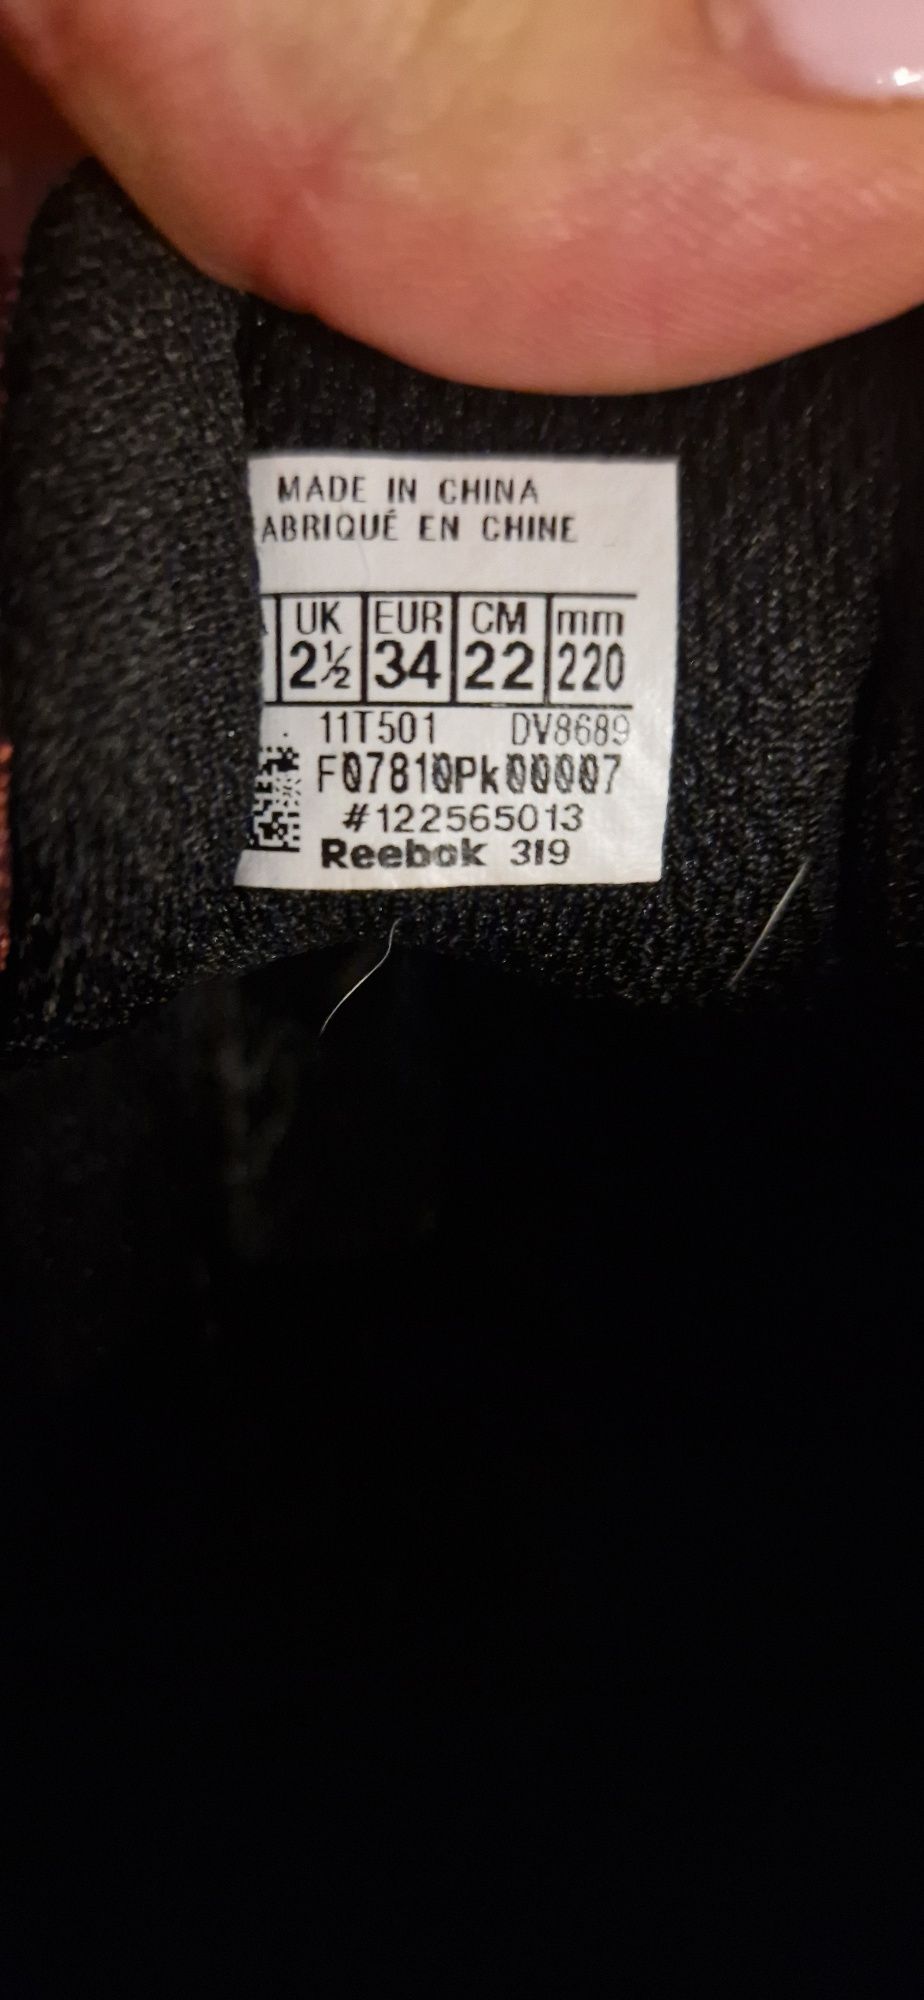 MADE IN CHINA
ABRIQUÉ EN CHINE
UK EUR CM mm
2½ 34 22 220
11T501 DV8689
F07810Pk00007
#122565013
Reebok 319